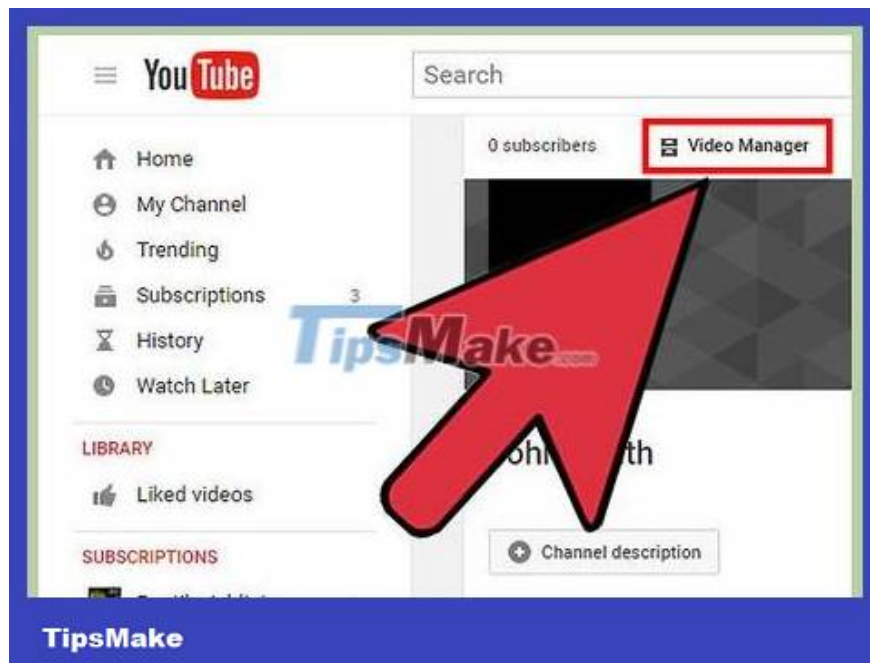 YouTube
Search
Home
My Channel
Trending
Subscriptions 3
History
Watch Later
LIBRARY
Liked videos
SUBSCRIPTIONS
0 subscribers
Video Manager
TipsMake.com
Channel description
TipsMake